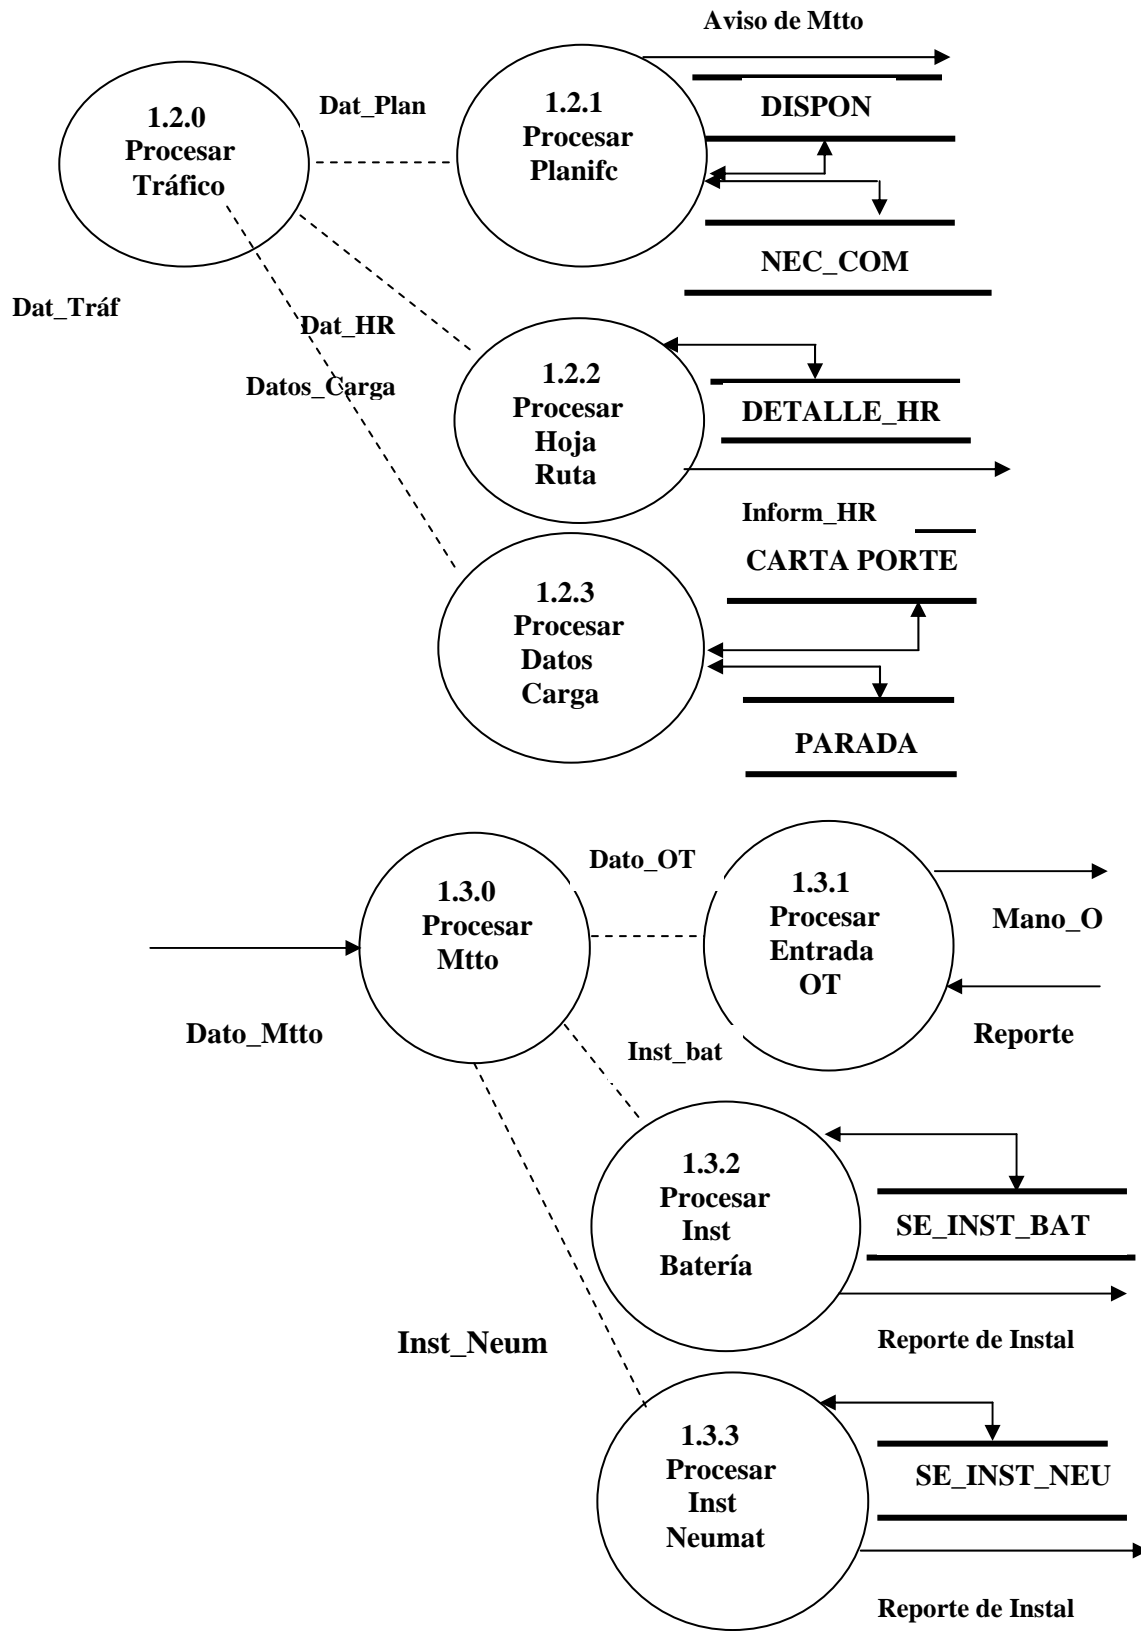 Aviso de Mtto
Dat_Plan
1.2.0
Procesar
Tráfico
1.2.1
Procesar
Planifc
DISPON
NEC_COM
Dat_Tráf
Dat_HR
Datos_Carga
1.2.2
Procesar
Hoja
Ruta
DETALLE_HR
Inform_HR
CARTA PORTE
1.2.3
Procesar
Datos
Carga
PARADA
Dato_OT
1.3.0
Procesar
Mtto
1.3.1
Procesar
Entrada
OT
Mano_O
Dato_Mtto
Reporte
Inst_bat
1.3.2
Procesar
Inst
Batería
SE_INST_BAT
Inst_Neum
Reporte de Instal
1.3.3
Procesar
Inst
Neumat
SE_INST_NEU
Reporte de Instal